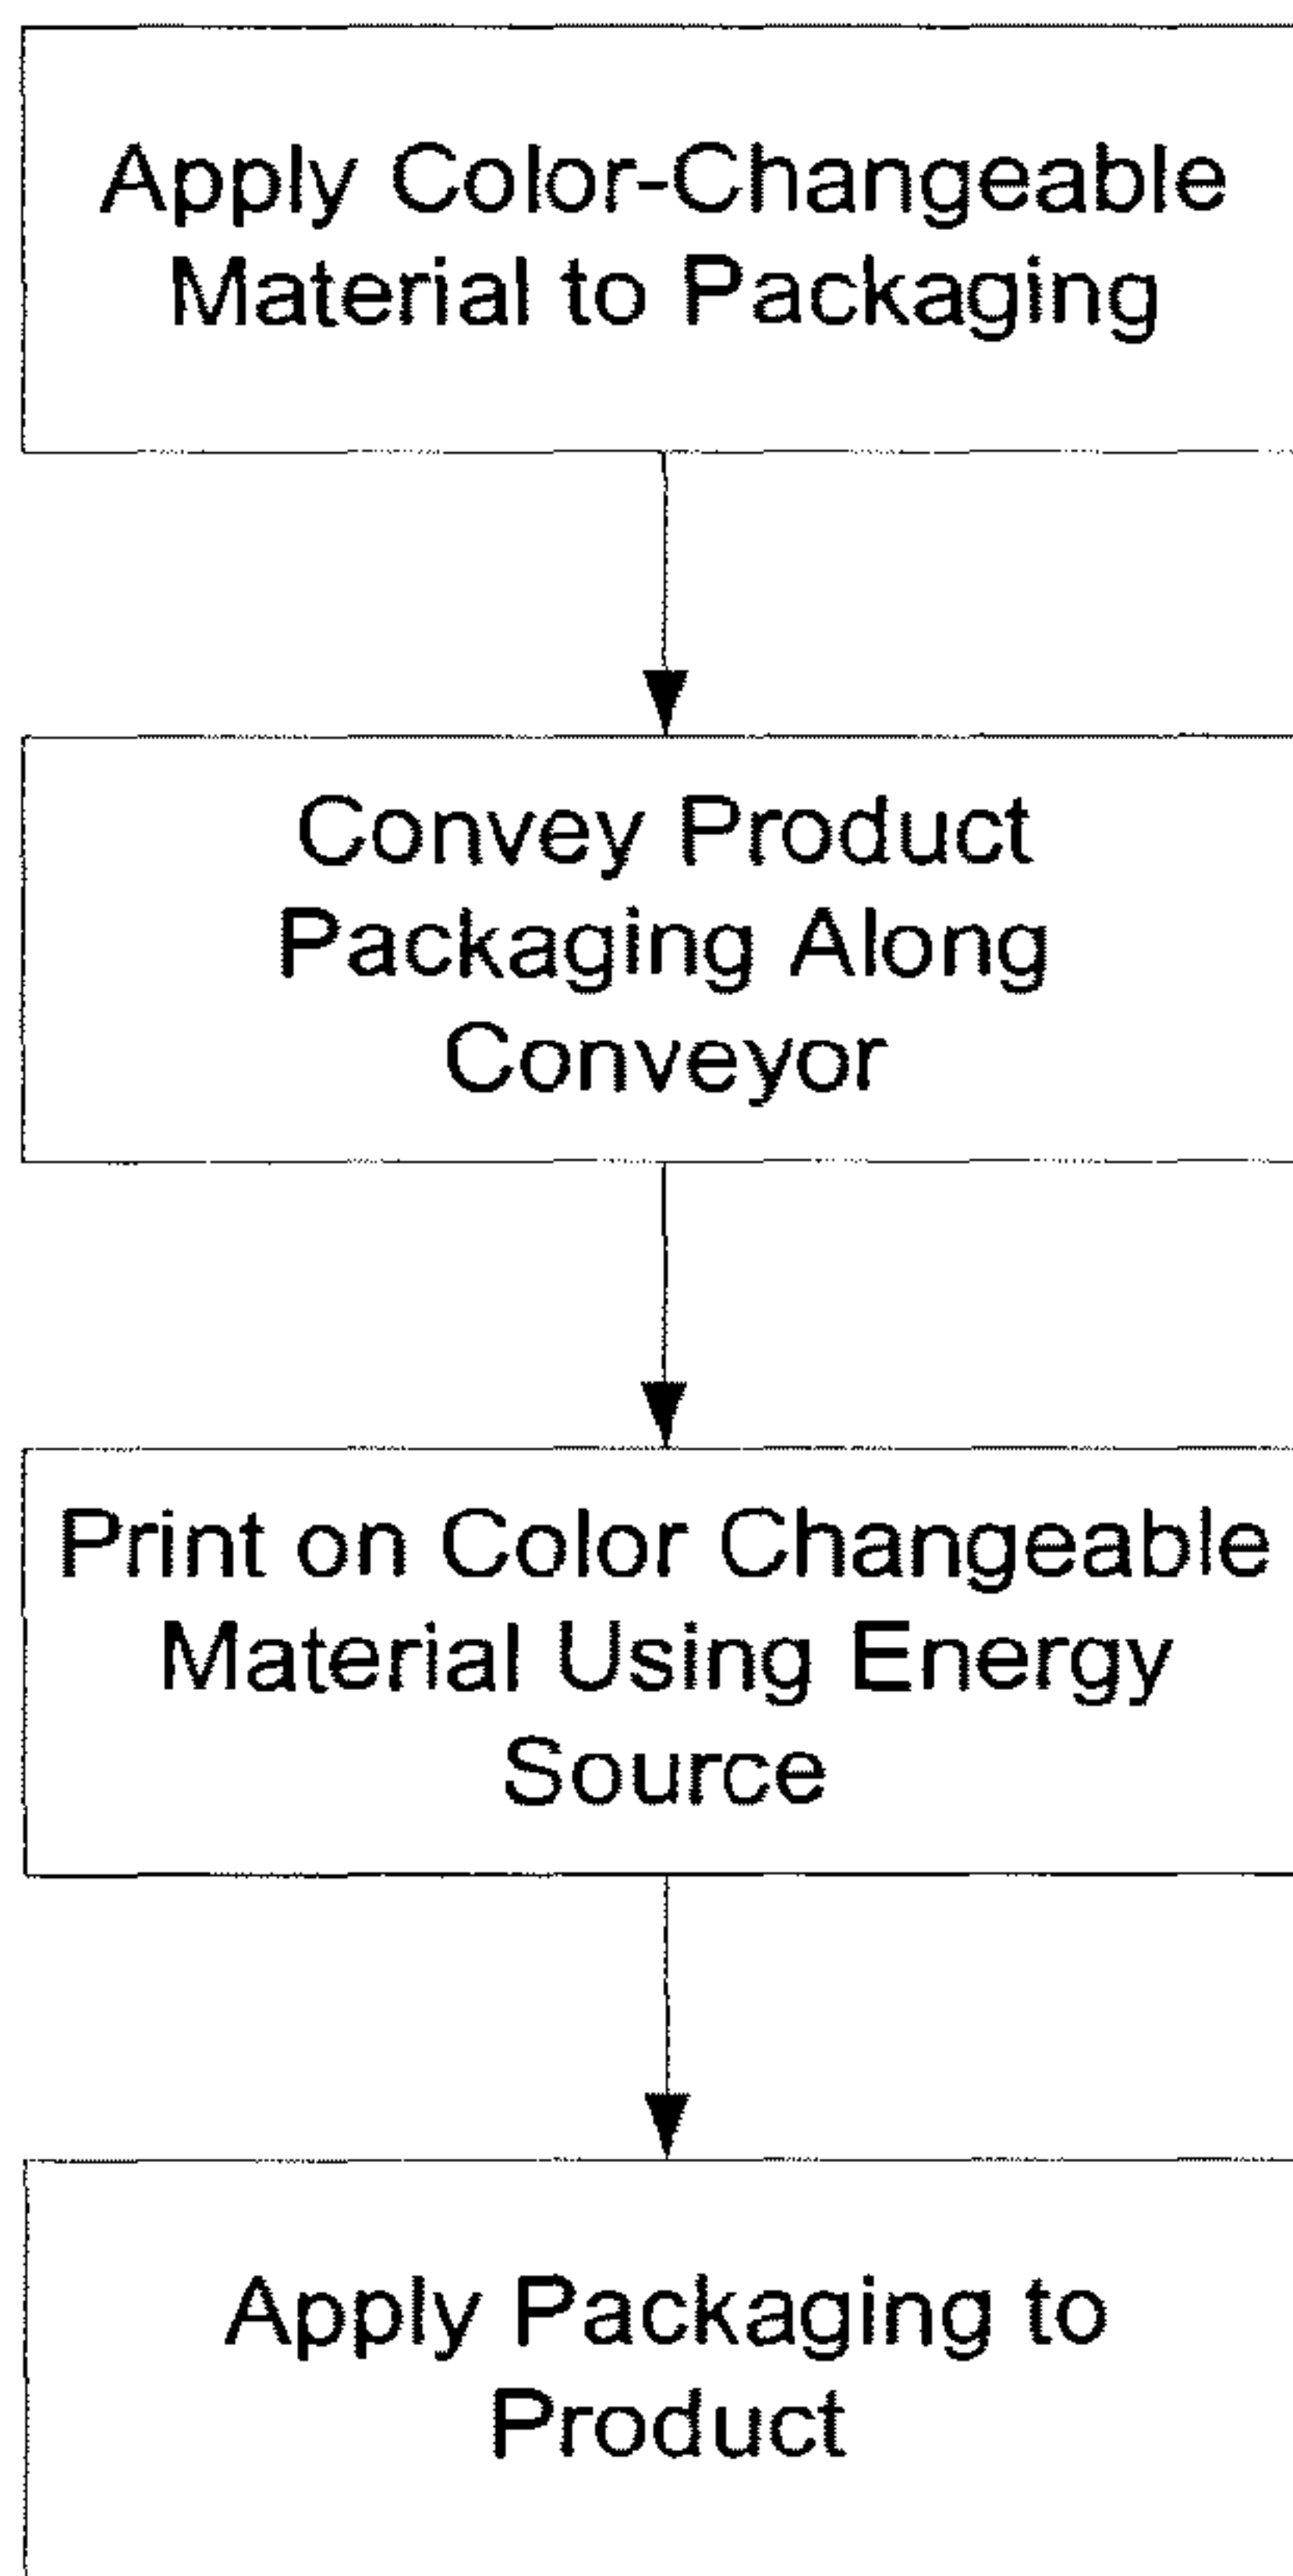 Apply Color-Changeable
Material to Packaging
Convey Product
Packaging Along
Conveyor
Print on Color Changeable
Material Using Energy
Source
Apply Packaging to
Product